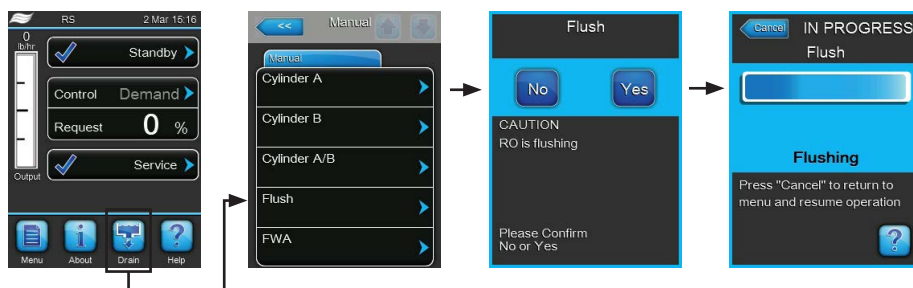 RS 2 Mar 15:16
0
lb/hr
Standby
Control Demand
Request 0 %
Service
Output
Menu About Drain Help
<< Manual
Manual
Cylinder A
Cylinder B
Cylinder A/B
Flush
FWA
Flush
No Yes
CAUTION
RO is flushing
Please Confirm
No or Yes
Cancel IN PROGRESS
Flush
Flushing
Press "Cancel" to return to
menu and resume operation
?